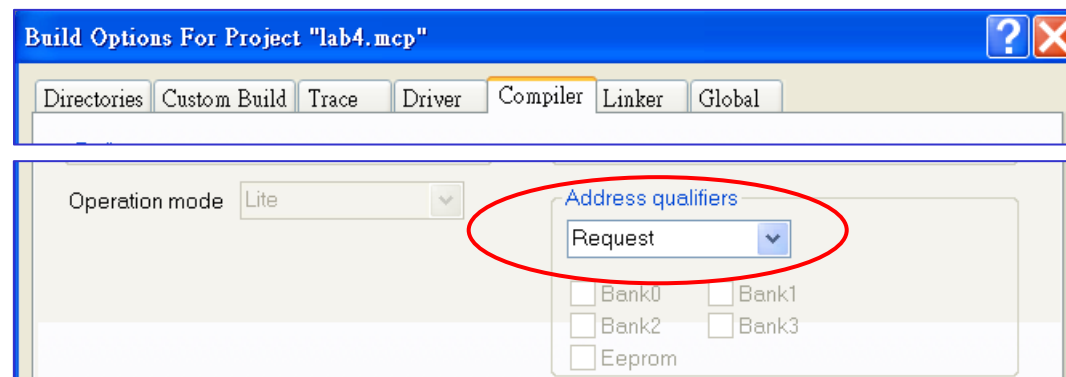 Build Options For Project "lab4.mcp"
Directories Custom Build Trace Driver Compiler Linker Global
Operation mode Lite
Address qualifiers
Request
Bank0 Bank1
Bank2 Bank3
Eeprom